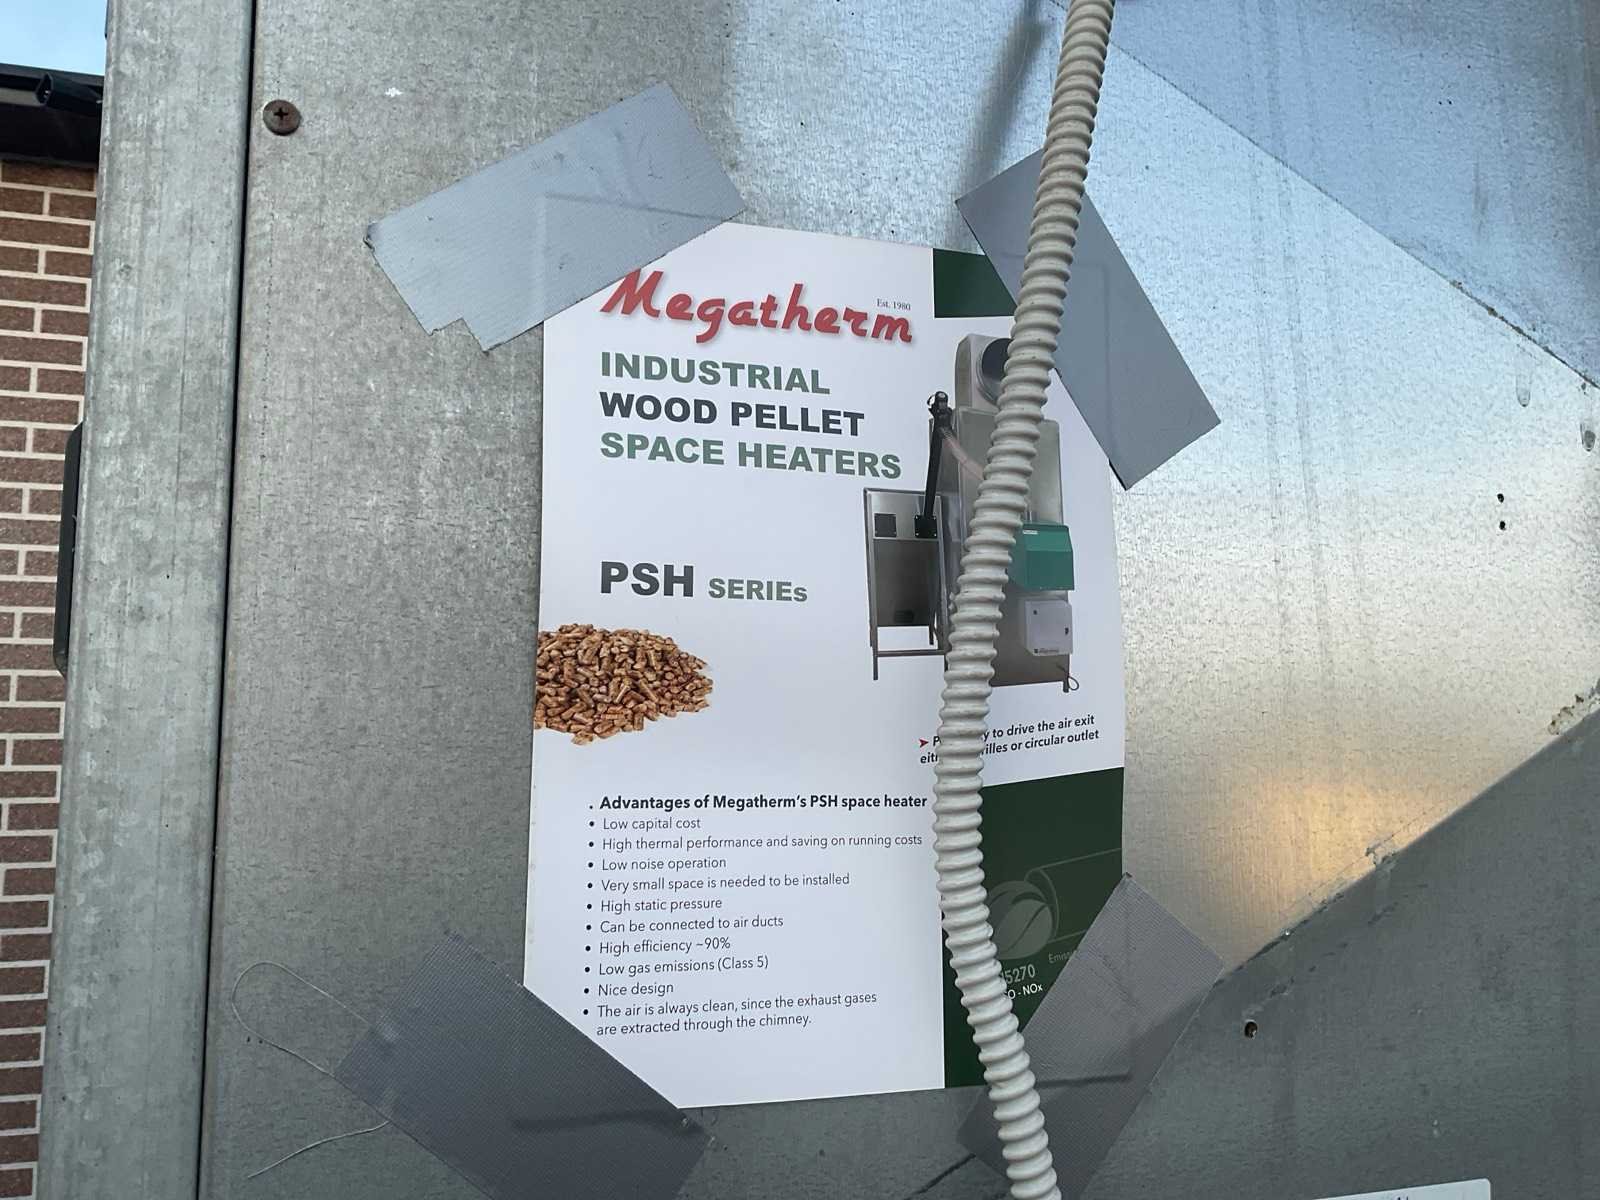 Megatherm
Est. 1980
INDUSTRIAL
WOOD PELLET
SPACE HEATERS
PSH SERIEs
to drive the air exit
or circular outlet
. Advantages of Megatherm's PSH space heater
• Low capital cost
• High thermal performance and saving on running costs
• Low noise operation
• Very small space is needed to be installed
• High static pressure
• Can be connected to air ducts
• High efficiency ~90%
• Low gas emissions (Class 5)
• Nice design
• The air is always clean, since the exhaust gases
are extracted through the chimney.
5270
- NOx